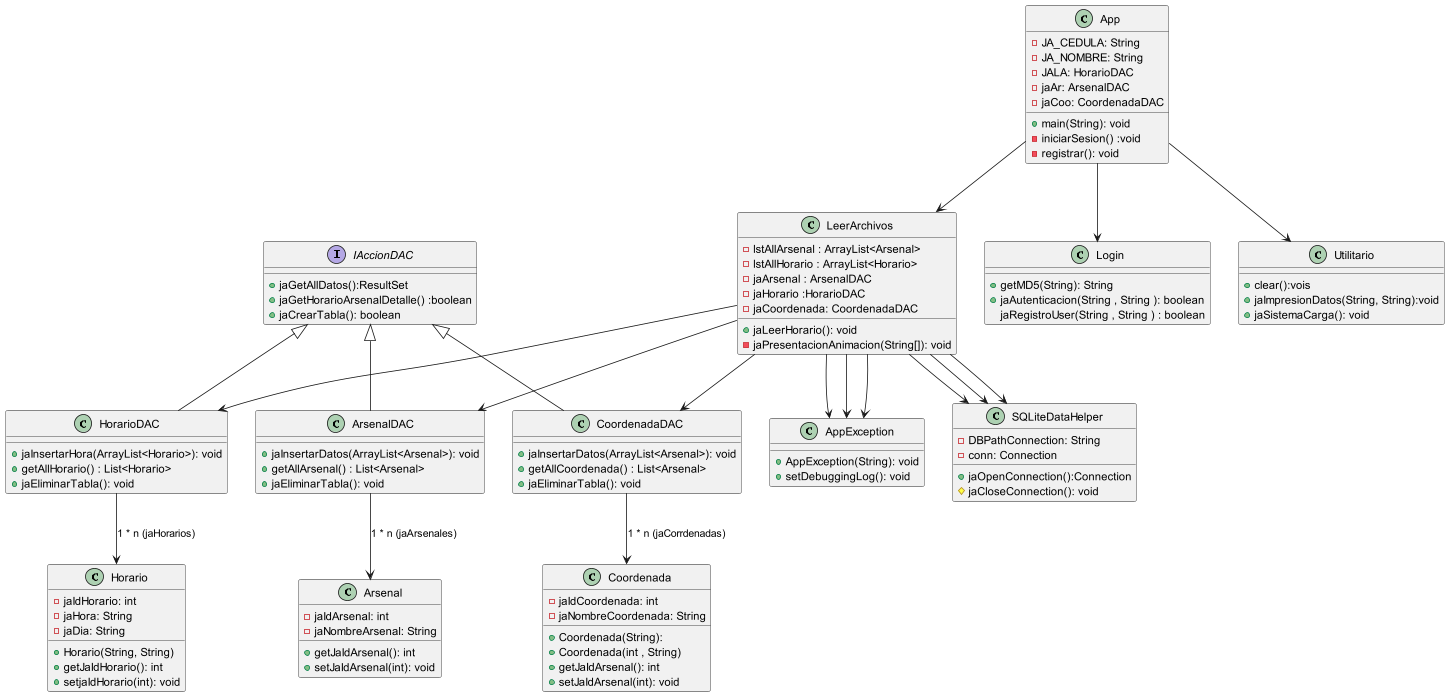 C App
JA_CEDULA: String
JA_NOMBRE: String
JALA: HorarioDAC
jaAr: ArsenalDAC
jaCoo: CoordenadaDAC
main(String): void
iniciarSesion() :void
registrar(): void
C LeerArchivos
lstAllArsenal : ArrayList<Arsenal>
lstAllHorario : ArrayList<Horario>
jaArsenal : ArsenalDAC
jaHorario :HorarioDAC
jaCoordenada: CoordenadaDAC
jaLeerHorario(): void
jaPresentacionAnimacion(String[]): void
C Login
getMD5(String): String
jaAutenticacion(String , String ): boolean
jaRegistroUser(String , String ) : boolean
C Utilitario
clear():vois
jaImpresionDatos(String, String):void
jaSistemaCarga(): void
I IAccionDAC
jaGetAllDatos():ResultSet
jaGetHorarioArsenalDetalle() :boolean
jaCrearTabla(): boolean
C HorarioDAC
jaInsertarHora(ArrayList<Horario>): void
getAllHorario() : List<Horario>
jaEliminarTabla(): void
C ArsenalDAC
jaInsertarDatos(ArrayList<Arsenal>): void
getAllArsenal() : List<Arsenal>
jaEliminarTabla(): void
C CoordenadaDAC
jaInsertarDatos(ArrayList<Arsenal>): void
getAllCoordenada() : List<Arsenal>
jaEliminarTabla(): void
C AppException
AppException(String): void
setDebuggingLog(): void
C SQLiteDataHelper
DBPathConnection: String
conn: Connection
jaOpenConnection():Connection
jaCloseConnection(): void
1 * n (jaHorarios)
1 * n (jaArsenales)
1 * n (jaCorrdenadas)
C Horario
jaIdHorario: int
jaHora: String
jaDia: String
Horario(String, String)
getJaIdHorario(): int
setjaIdHorario(int): void
C Arsenal
jaIdArsenal: int
jaNombreArsenal: String
getJaIdArsenal(): int
setJaIdArsenal(int): void
C Coordenada
jaIdCoordenada: int
jaNombreCoordenada: String
Coordenada(String):
Coordenada(int , String)
getJaIdArsenal(): int
setJaIdArsenal(int): void